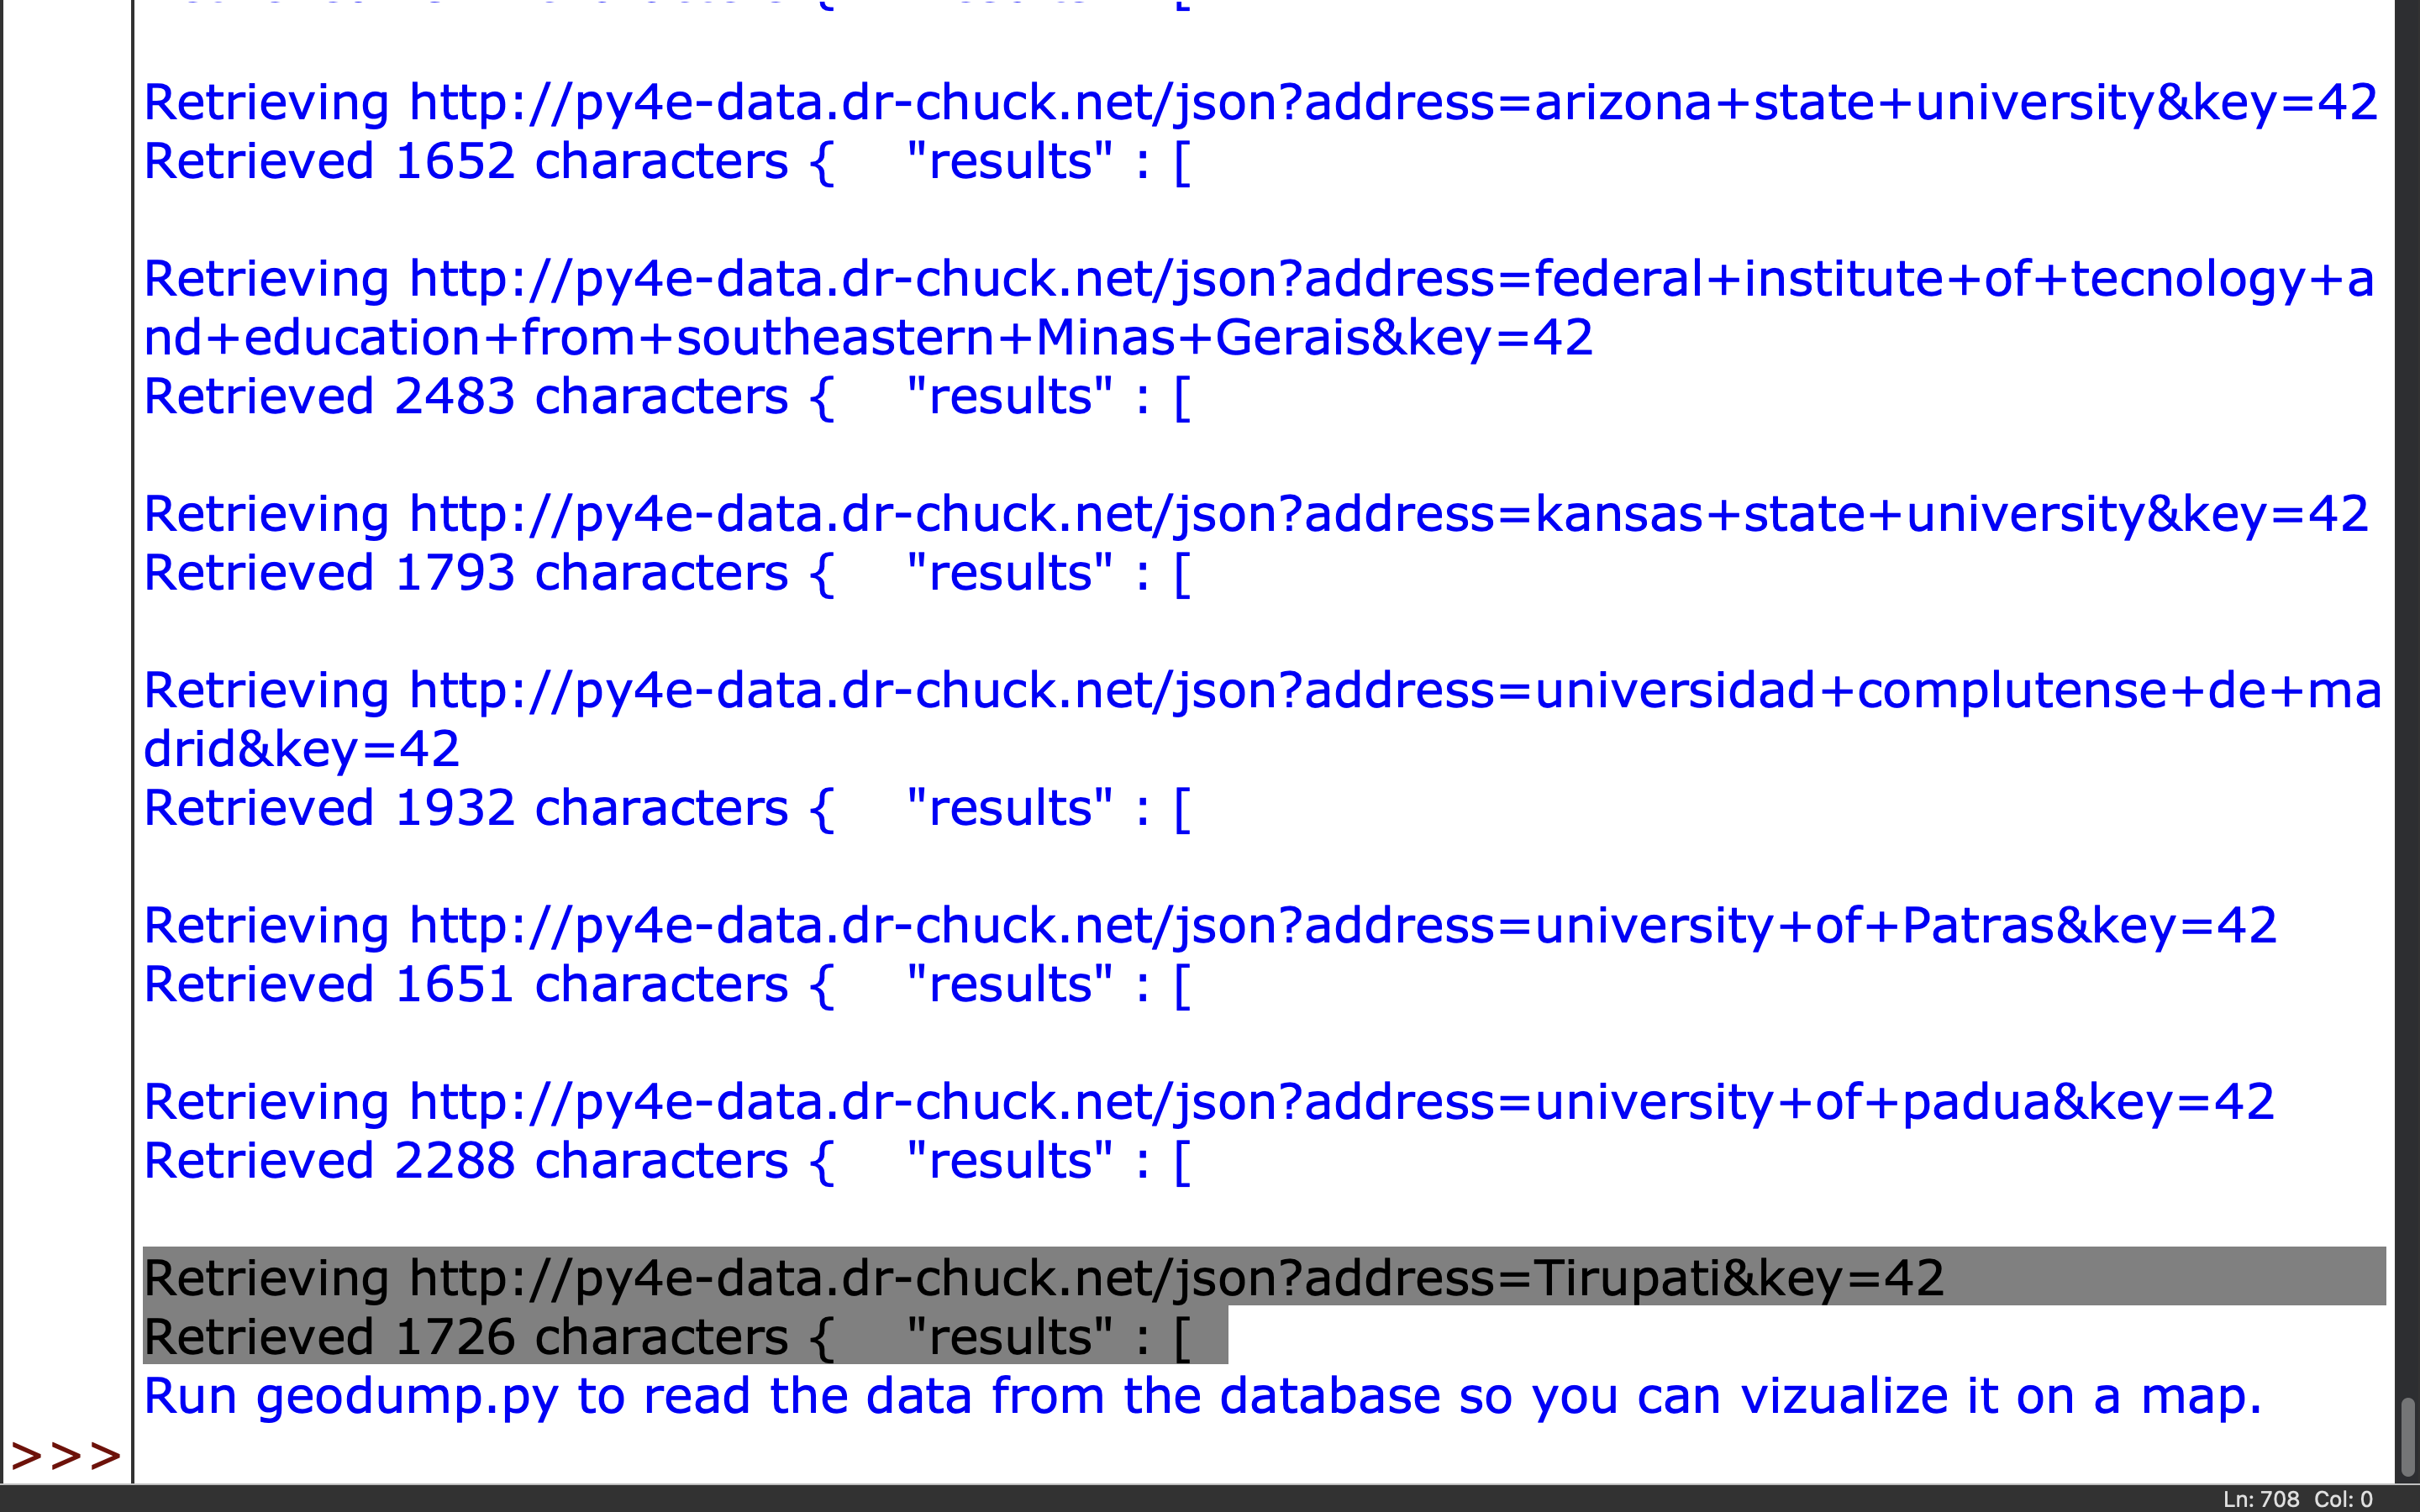 Retrieving http://py4e-data.dr-chuck.net/json?address=arizona+state+university&key=42
Retrieved 1652 characters {    "results" : [
Retrieving http://py4e-data.dr-chuck.net/json?address=federal+institute+of+tecnology+a
nd+education+from+southeastern+Minas+Gerais&key=42
Retrieved 2483 characters {    "results" : [
Retrieving http://py4e-data.dr-chuck.net/json?address=kansas+state+university&key=42
Retrieved 1793 characters {    "results" : [
Retrieving http://py4e-data.dr-chuck.net/json?address=universidad+complutense+de+ma
drid&key=42
Retrieved 1932 characters {    "results" : [
Retrieving http://py4e-data.dr-chuck.net/json?address=university+of+Patras&key=42
Retrieved 1651 characters {    "results" : [
Retrieving http://py4e-data.dr-chuck.net/json?address=university+of+padua&key=42
Retrieved 2288 characters {    "results" : [
Retrieving http://py4e-data.dr-chuck.net/json?address=Tirupati&key=42
Retrieved 1726 characters {    "results" : [
Run geodump.py to read the data from the database so you can vizualize it on a map.
>>>
Ln: 708 Col: 0